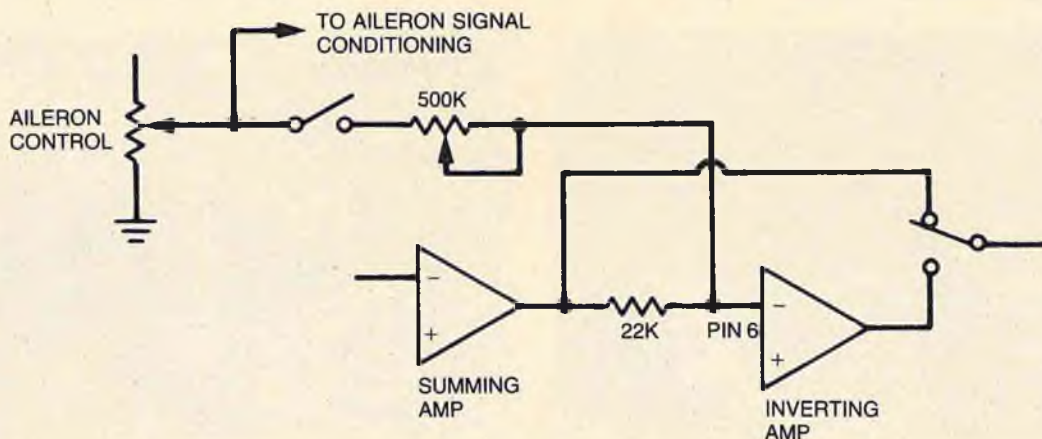 TO AILERON SIGNAL
CONDITIONING
AILERON
CONTROL
500K
-
+
22K
PIN 6
-
+
SUMMING
AMP
INVERTING
AMP